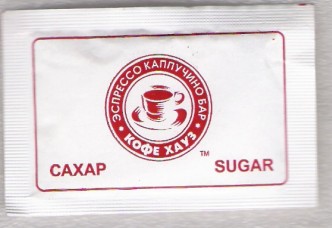 ЭСПРЕССО КАППУЧИНО БАР
• КОФЕ ХАУЗ •
TM
САХАР
SUGAR